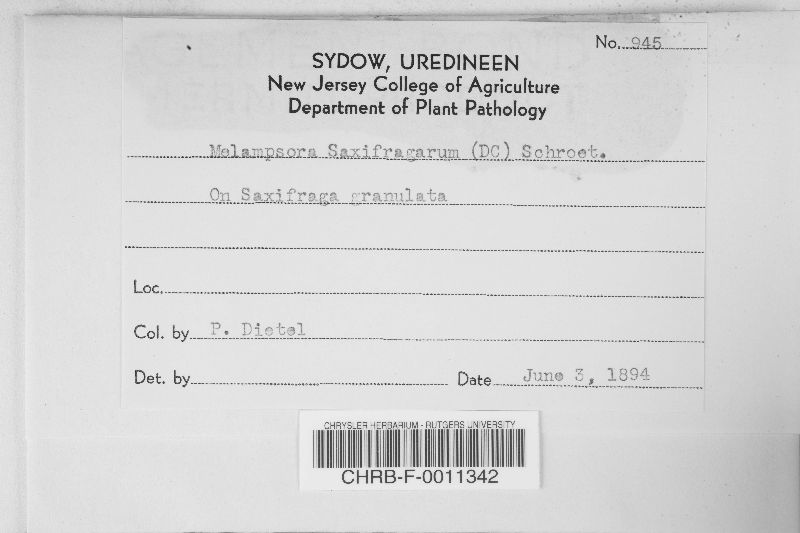 No. 945
SYDOW, UREDINEEN
New Jersey College of Agriculture
Department of Plant Pathology
Melampsora Saxifragarum (DC) Schroet.
On Saxifraga granulata
Loc.
Col. by P. Dietel
Det. by Date June 3, 1894
CHRYSLER HERBARIUM - RUTGERS UNIVERSITY
CHRB-F-0011342